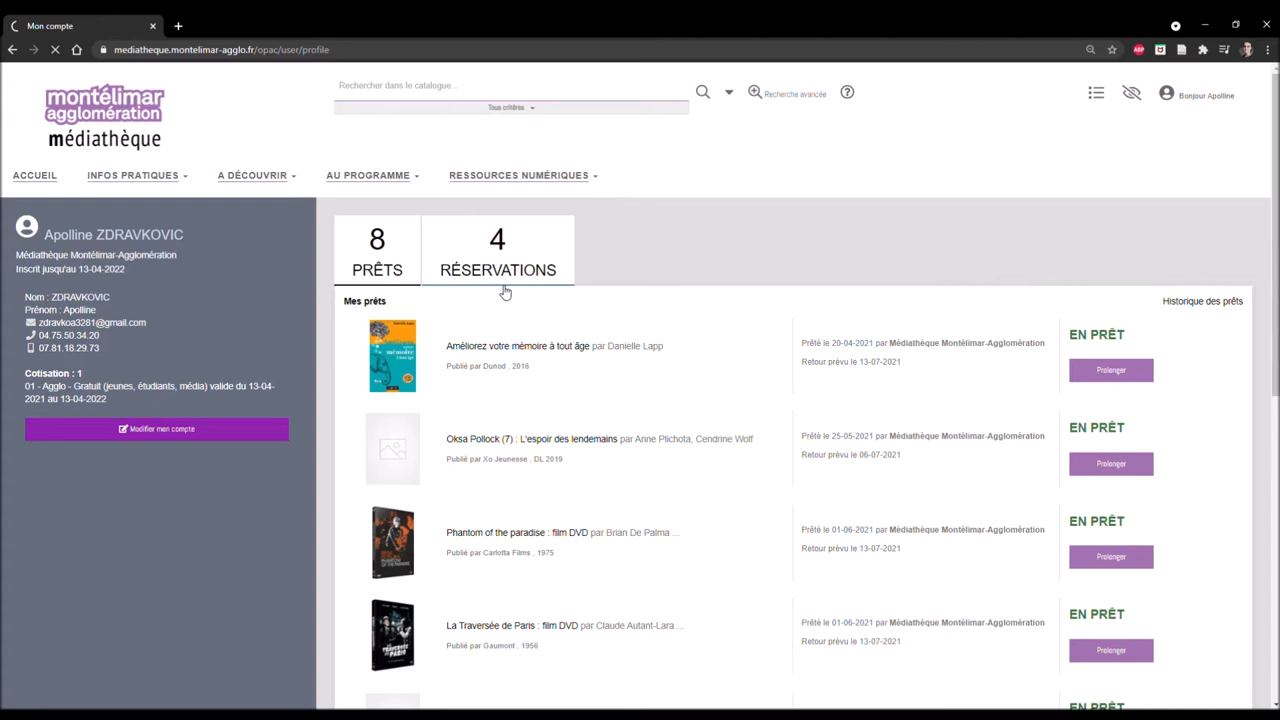 Mon compte
mediatheque.montelimar-agglo.fr/opac/user/profile
ABP
montélimar
agglomération
médiathèque
Rechercher dans le catalogue...
Tous critères
Recherche avancée
Bonjour Apolline
ACCUEIL
INFOS PRATIQUES
A DÉCOUVRIR
AU PROGRAMME
RESSOURCES NUMÉRIQUES
Apolline ZDRAVKOVIC
Médiathèque Montélimar-Agglomération
Inscrit jusqu'au 13-04-2022
Nom : ZDRAVKOVIC
Prénom : Apolline
zdravkoa3281@gmail.com
04.75.50.34.20
07.81.18.29.73
Cotisation : 1
01 - Agglo - Gratuit (jeunes, étudiants, média) valide du 13-04-
2021 au 13-04-2022
Modifier mon compte
8
PRÊTS
4
RÉSERVATIONS
Mes prêts
Historique des prêts
Améliorez votre mémoire à tout âge par Danielle Lapp
Publié par Dunod , 2016
Prêté le 20-04-2021 par Médiathèque Montélimar-Agglomération
Retour prévu le 13-07-2021
EN PRÊT
Prolonger
Oksa Pollock (7) : L'espoir des lendemains par Anne Plichota, Cendrine Wolf
Publié par Xo Jeunesse , DL 2019
Prêté le 25-05-2021 par Médiathèque Montélimar-Agglomération
Retour prévu le 06-07-2021
EN PRÊT
Prolonger
Phantom of the paradise : film DVD par Brian De Palma ...
Publié par Carlotta Films , 1975
Prêté le 01-06-2021 par Médiathèque Montélimar-Agglomération
Retour prévu le 13-07-2021
EN PRÊT
Prolonger
La Traversée de Paris : film DVD par Claude Autant-Lara ...
Publié par Gaumont , 1956
Prêté le 01-06-2021 par Médiathèque Montélimar-Agglomération
Retour prévu le 13-07-2021
EN PRÊT
Prolonger